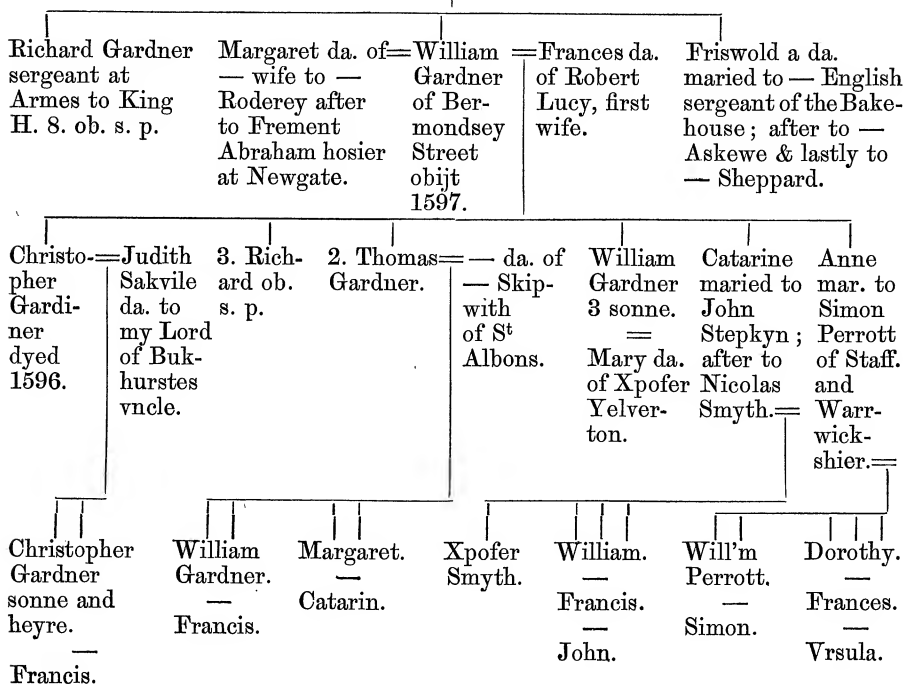 Richard Gardner
sergeant at
Armes to King
H. 8. ob. s. p.
Margaret da. of=
— wife to —
Roderey after
to Frement
Abraham hosier
at Newgate.
William
Gardner
of Ber-
mondsey
Street
obijt
1597.
=Frances da.
of Robert
Lucy, first
wife.
Friswold a da.
maried to — English
sergeant of the Bake-
house; after to —
Askewe & lastly to
— Sheppard.
Christo-=
pher
Gardi-
ner
dyed
1596.
Judith
Sakvile
da. to
my Lord
of Buk-
hurstes
vncle.
3. Rich-
ard ob.
s. p.
2. Thomas=
Gardner.
— da. of
— Skip-
with
of St
Albons.
William
Gardner
3 sonne.
=
Mary da.
of Xpofer
Yelver-
ton.
Catarine
maried to
John
Stepkyn;
after to
Nicolas
Smyth.=
Anne
mar. to
Simon
Perrott
of Staff.
and
Warr-
wick-
shier.=
Christopher
Gardner
sonne and
heyre.
—
Francis.
William
Gardner.
—
Francis.
Margaret.
—
Catarin.
Xpofer
Smyth.
William.
—
Francis.
—
John.
Will'm
Perrott.
—
Simon.
Dorothy.
—
Frances.
—
Vrsula.